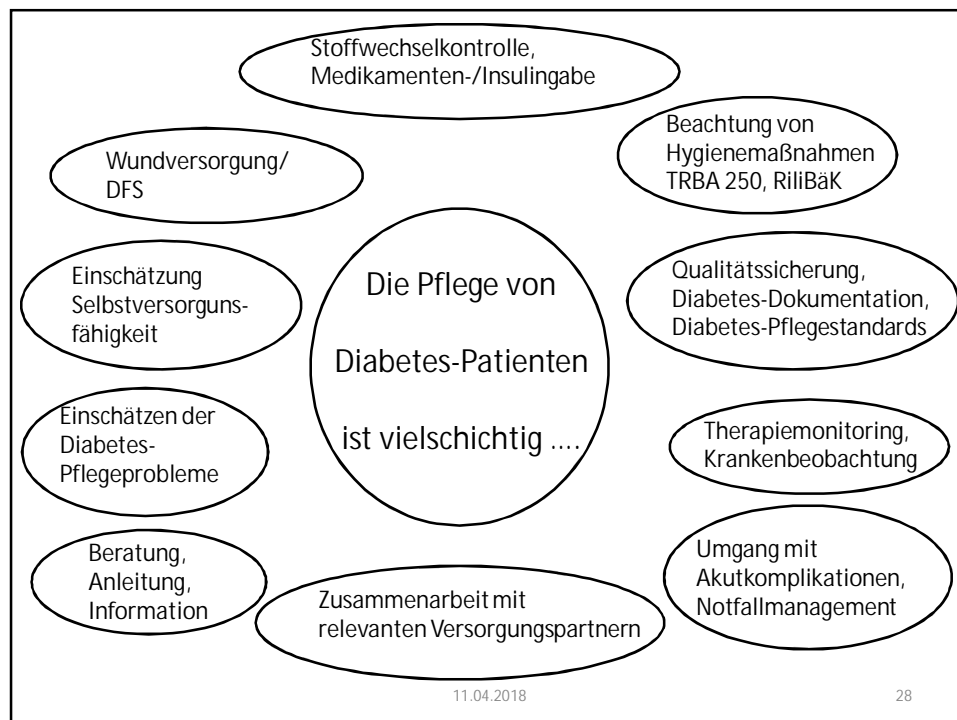 Stoffwechselkontrolle,
Medikamenten-/Insulingabe
Beachtung von
Hygienemaßnahmen
TRBA 250, RiliBäK
Wundversorgung/
DFS
Einschätzung
Selbstversorguns-
fähigkeit
Die Pflege von
Diabetes-Patienten
ist vielschichtig ....
Qualitätssicherung,
Diabetes-Dokumentation,
Diabetes-Pflegestandards
Einschätzen der
Diabetes-
Pflegeprobleme
Therapiemonitoring,
Krankenbeobachtung
Beratung,
Anleitung,
Information
Zusammenarbeit mit
relevanten Versorgungspartnern
Umgang mit
Akutkomplikationen,
Notfallmanagement
11.04.2018
28